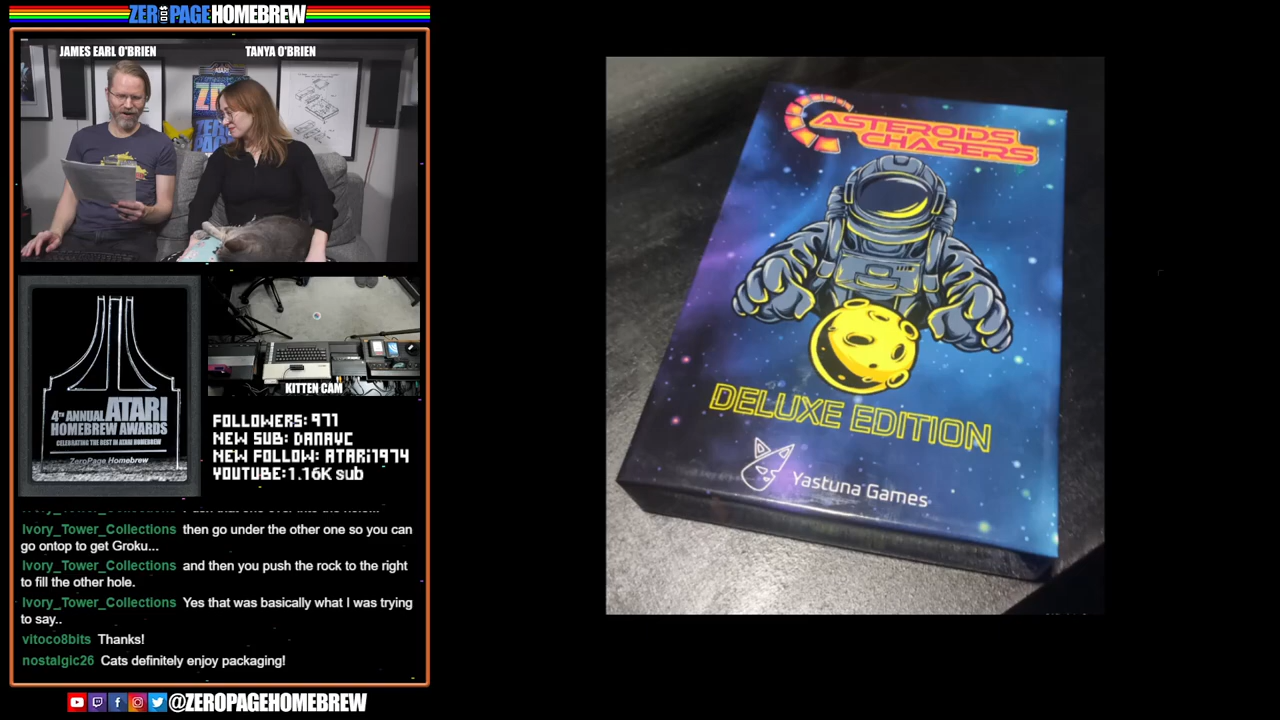 ZEROPAGEHOMEBREW
JAMES EARL O'BRIEN
TANYA O'BRIEN
4TH ANNUAL ATARI
HOMEBREW AWARDS
CELEBRATING THE BEST IN ATARI HOMEBREW
ZeroPage Homebrew
KITTEN CAM
FOLLOWERS: 977
NEW SUB: DANAYC
NEW FOLLOW: ATARI1974
YOUTUBE:1.16K sub
Ivory_Tower_Collections then go under the other one so you can
go ontop to get Groku...
Ivory_Tower_Collections and then you push the rock to the right
to fill the other hole.
Ivory_Tower_Collections Yes that was basically what I was trying
to say..
vitoco8bits Thanks!
nostalgic26 Cats definitely enjoy packaging!
@ZEROPAGEHOMEBREW
ASTEROIDS
CHASERS
DELUXE EDITION
Yastuna Games